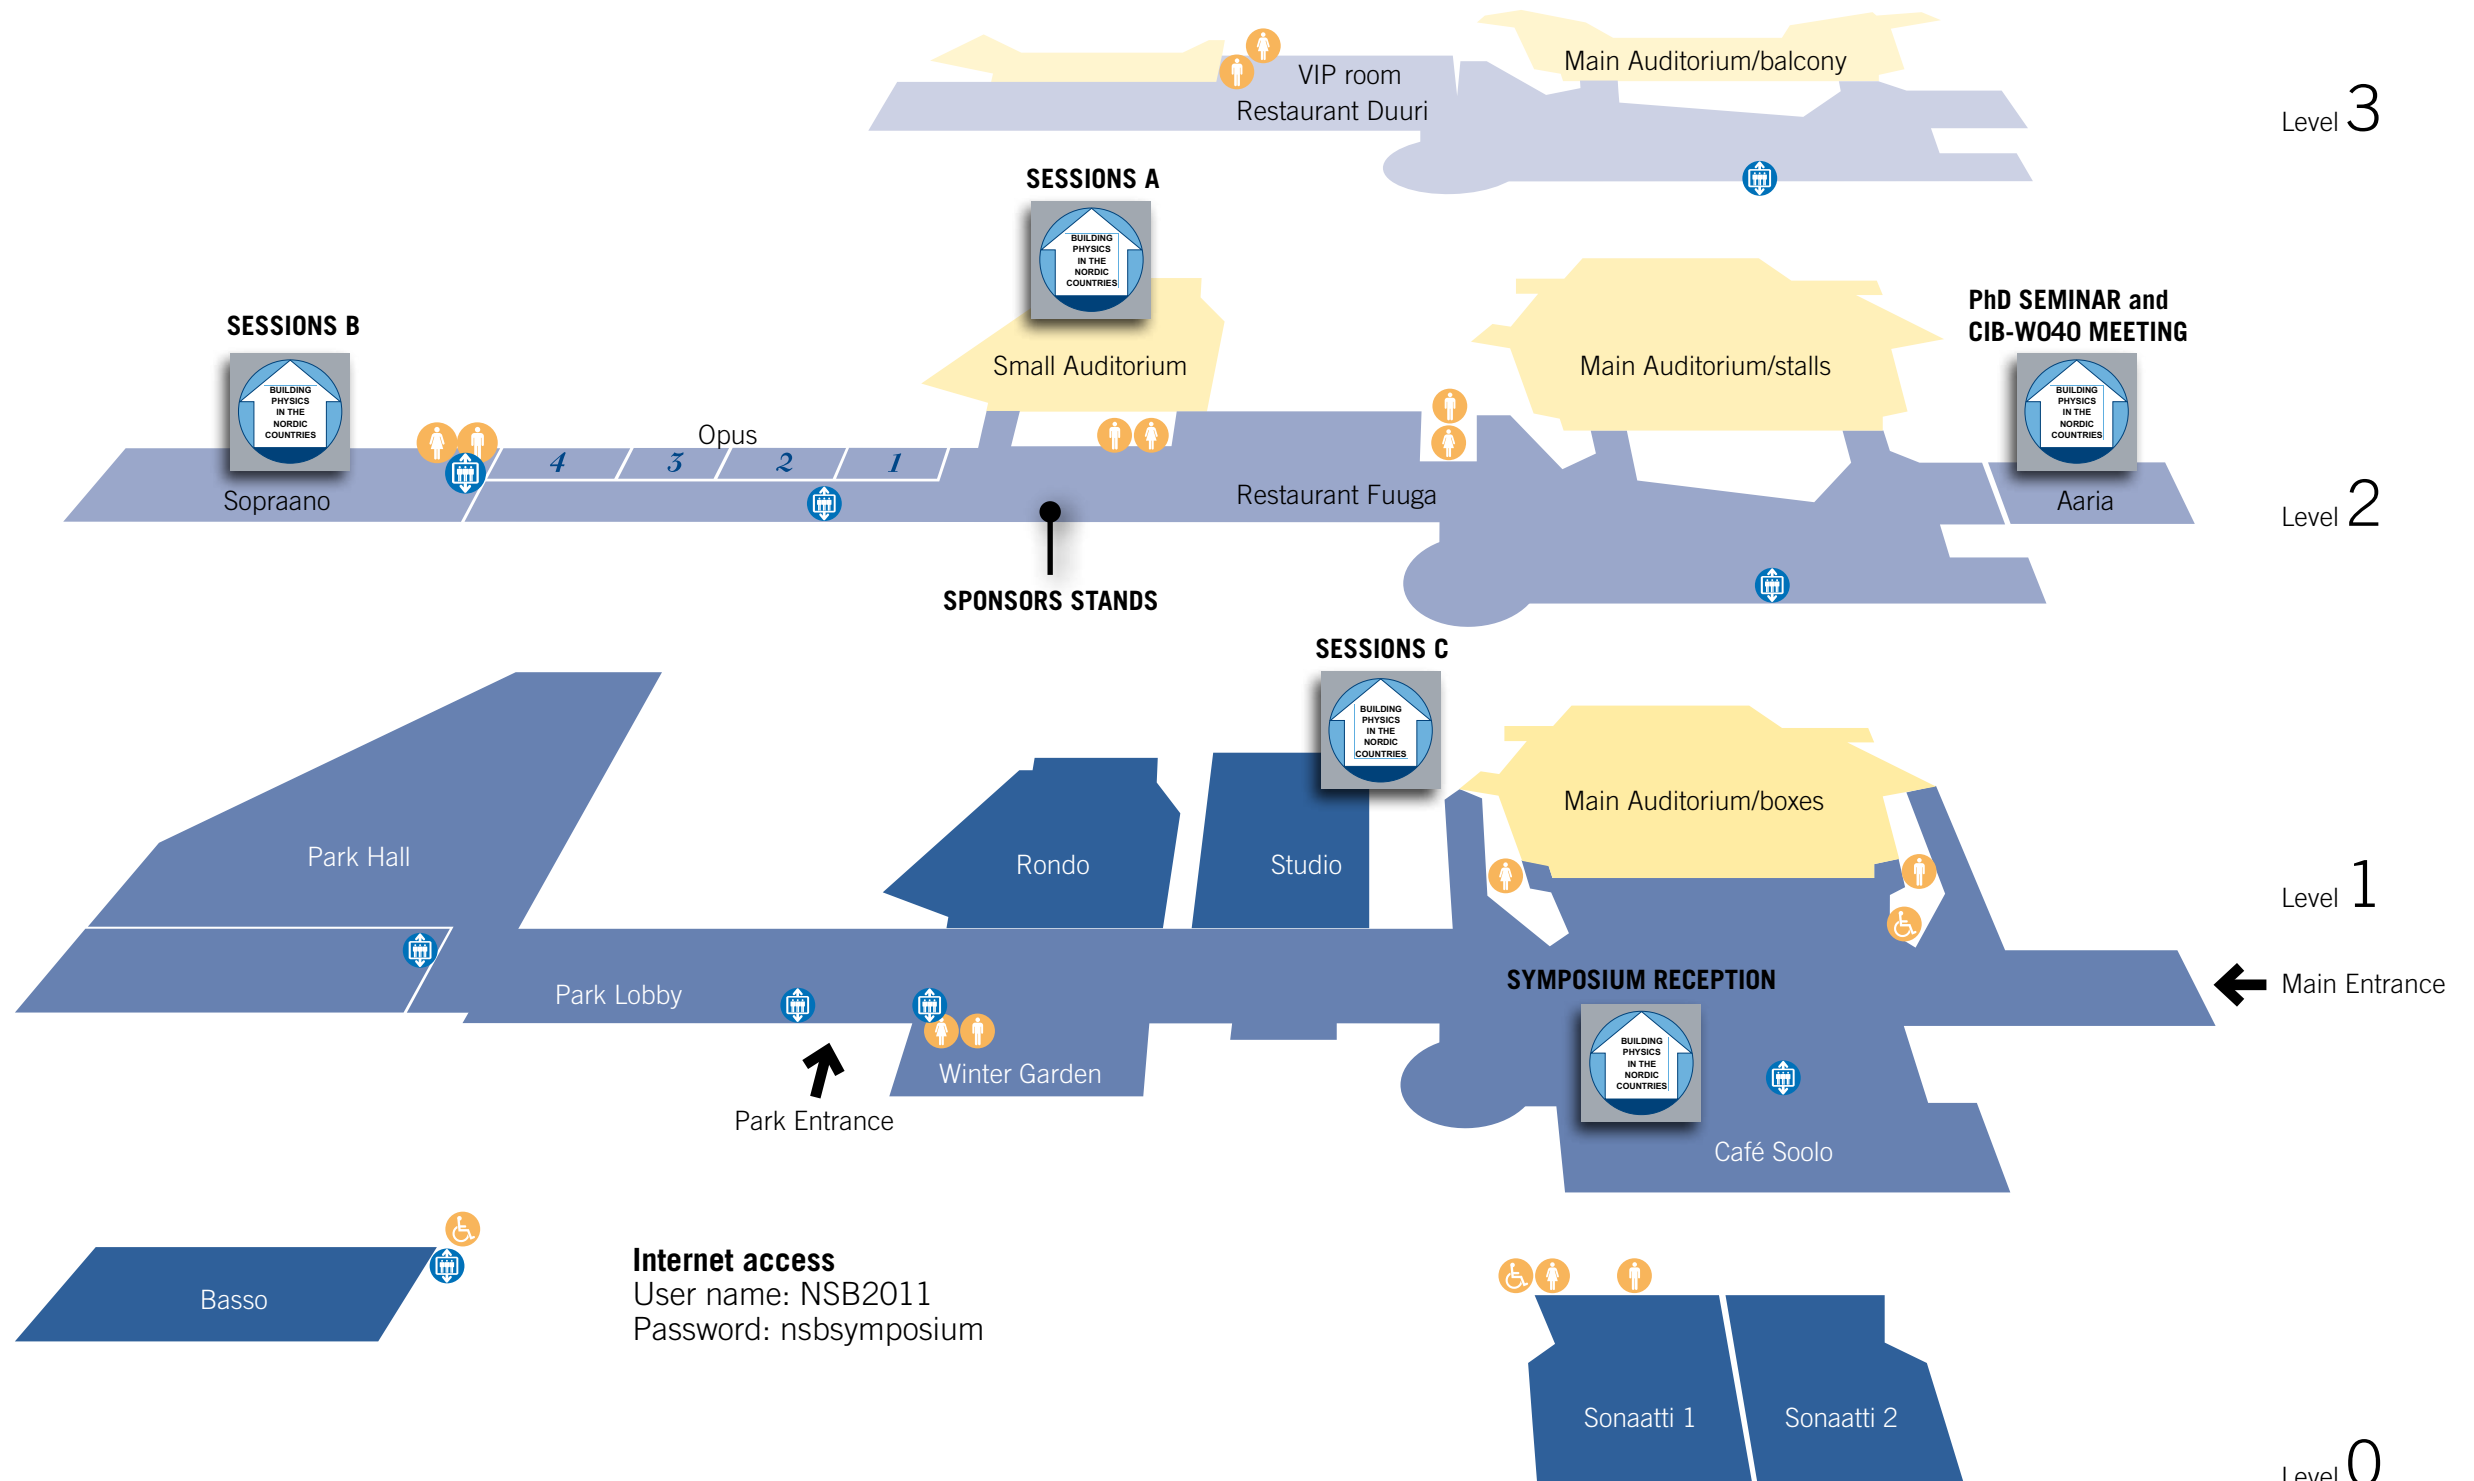 Main Auditorium/balcony
VIP room
Restaurant Duuri
Level 3
SESSIONS A
BUILDING
PHYSICS
IN THE
NORDIC
COUNTRIES
SESSIONS B
BUILDING
PHYSICS
IN THE
NORDIC
COUNTRIES
PhD SEMINAR and
CIB-W040 MEETING
BUILDING
PHYSICS
IN THE
NORDIC
COUNTRIES
Small Auditorium
Main Auditorium/stalls
Opus
4 3 2 1
Sopraano
Restaurant Fuuga
Aaria
Level 2
SPONSORS STANDS
SESSIONS C
BUILDING
PHYSICS
IN THE
NORDIC
COUNTRIES
Main Auditorium/boxes
Park Hall
Rondo
Studio
Level 1
SYMPOSIUM RECEPTION
Main Entrance
Park Lobby
BUILDING
PHYSICS
IN THE
NORDIC
COUNTRIES
Winter Garden
Park Entrance
Café Soolo
Internet access
User name: NSB2011
Password: nsbsymposium
Basso
Sonaatti 1
Sonaatti 2
Level 0